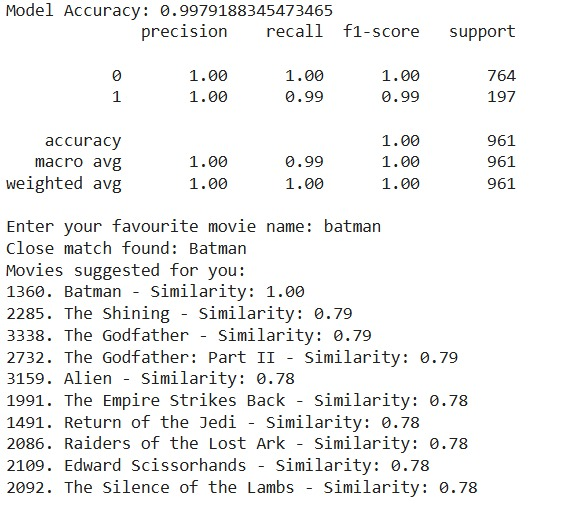 Model Accuracy: 0.9979188345473465
precision recall f1-score support
0 1.00 1.00 1.00 764
1 1.00 0.99 0.99 197
accuracy 1.00 961
macro avg 1.00 0.99 1.00 961
weighted avg 1.00 1.00 1.00 961
Enter your favourite movie name: batman
Close match found: Batman
Movies suggested for you:
1360. Batman - Similarity: 1.00
2285. The Shining - Similarity: 0.79
3338. The Godfather - Similarity: 0.79
2732. The Godfather: Part II - Similarity: 0.79
3159. Alien - Similarity: 0.78
1991. The Empire Strikes Back - Similarity: 0.78
1491. Return of the Jedi - Similarity: 0.78
2086. Raiders of the Lost Ark - Similarity: 0.78
2109. Edward Scissorhands - Similarity: 0.78
2092. The Silence of the Lambs - Similarity: 0.78